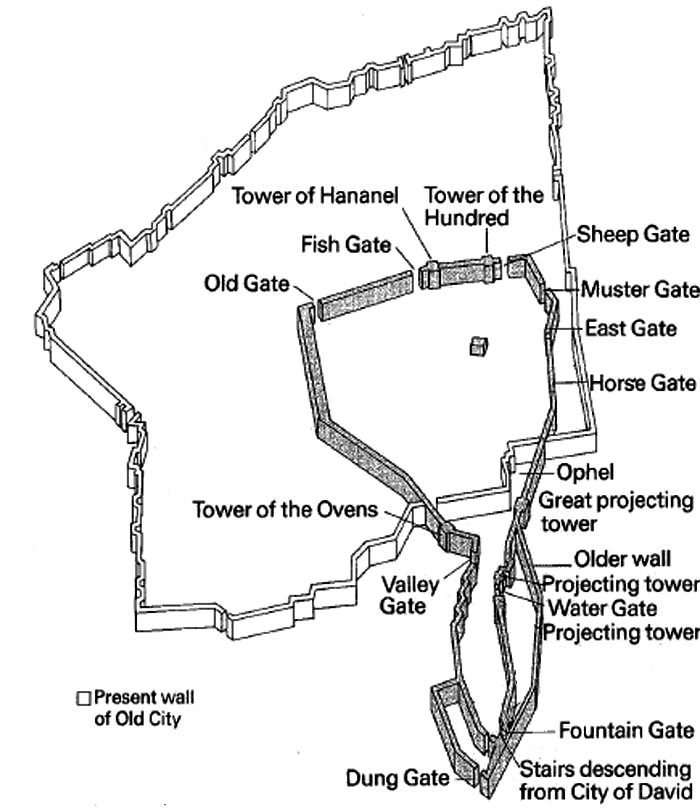 Tower of Hananel
Tower of the
Hundred
Sheep Gate
Fish Gate
Old Gate
Muster Gate
East Gate
Horse Gate
Ophel
Great projecting
tower
Tower of the Ovens
Older wall
Valley
Gate
Projecting tower
Water Gate
Projecting tower
Present wall
of Old City
Fountain Gate
Dung Gate
Stairs descending
from City of David